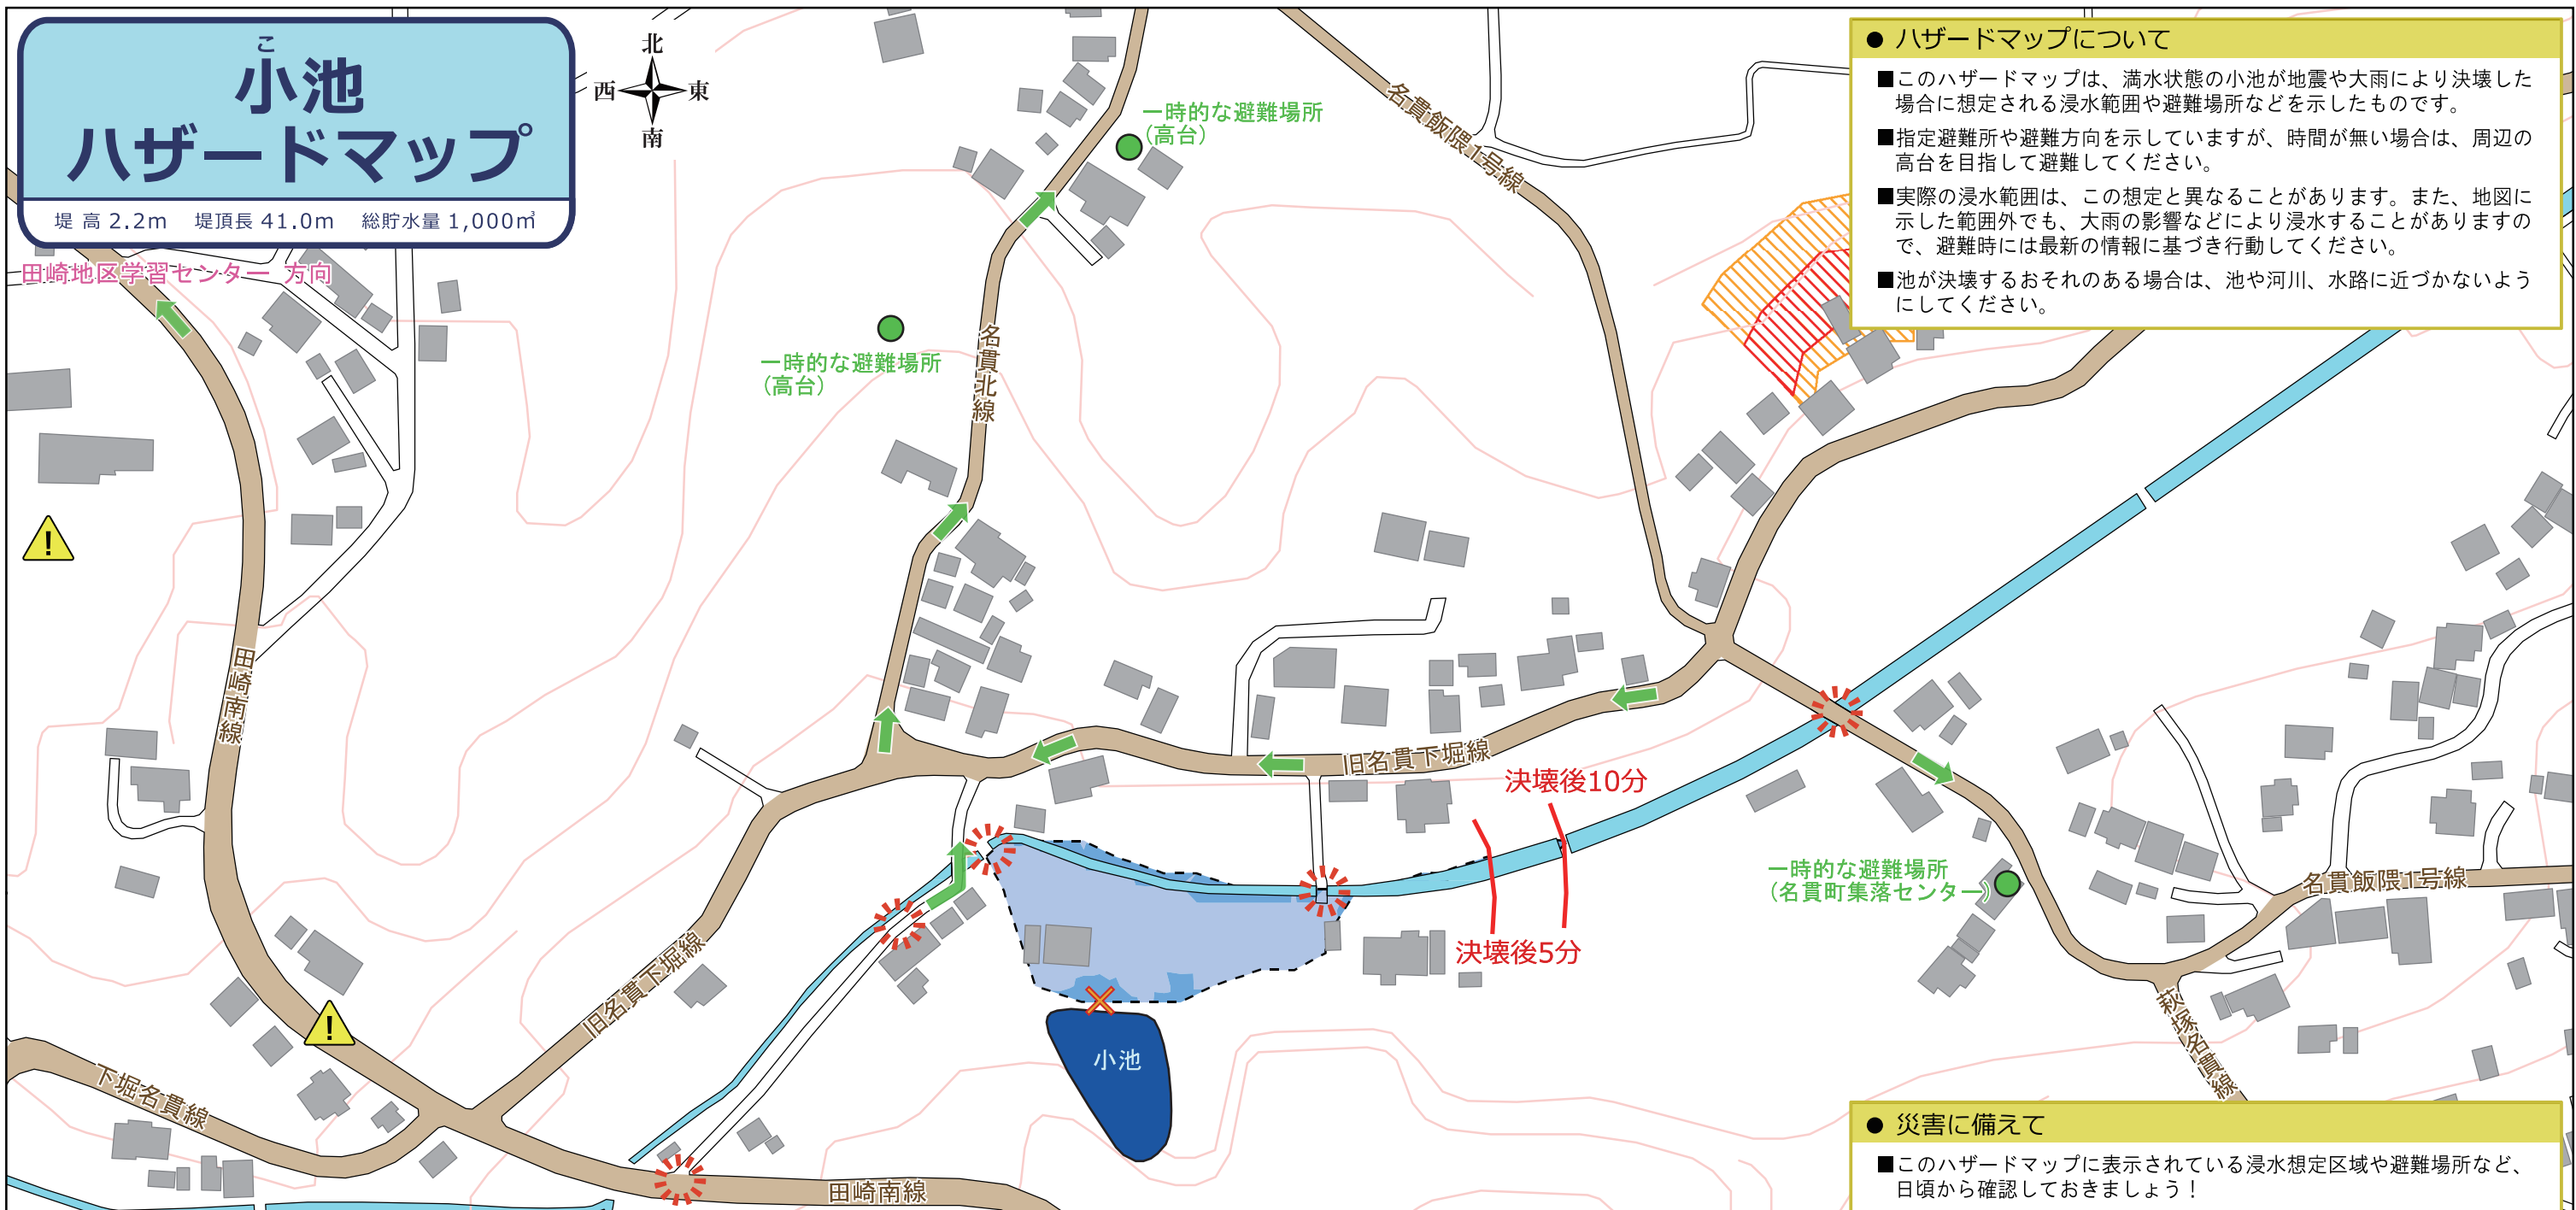 こ
小池
ハザードマップ
堤 高 2.2m 堤頂長 41.0m 総貯水量 1,000㎥
北
西 東
南
● ハザードマップについて
■このハザードマップは、満水状態の小池が地震や大雨により決壊した
場合に想定される浸水範囲や避難場所などを示したものです。
■指定避難所や避難方向を示していますが、時間が無い場合は、周辺の
高台を目指して避難してください。
■実際の浸水範囲は、この想定と異なることがあります。また、地図に
示した範囲外でも、大雨の影響などにより浸水することがありますの
で、避難時には最新の情報に基づき行動してください。
■池が決壊するおそれのある場合は、池や河川、水路に近づかないよう
にしてください。
名貫飯隈1号線
一時的な避難場所
(高台)
田崎地区学習センター 方向
一時的な避難場所
(高台)
名貫北線
!
田崎南線
旧名貫下堀線
決壊後10分
決壊後5分
一時的な避難場所
(名貫町集落センター)
名貫飯隈1号線
旧名貫下堀線
萩塚名貫線
!
小池
下堀名貫線
田崎南線
● 災害に備えて
■このハザードマップに表示されている浸水想定区域や避難場所など、
日頃から確認しておきましょう！